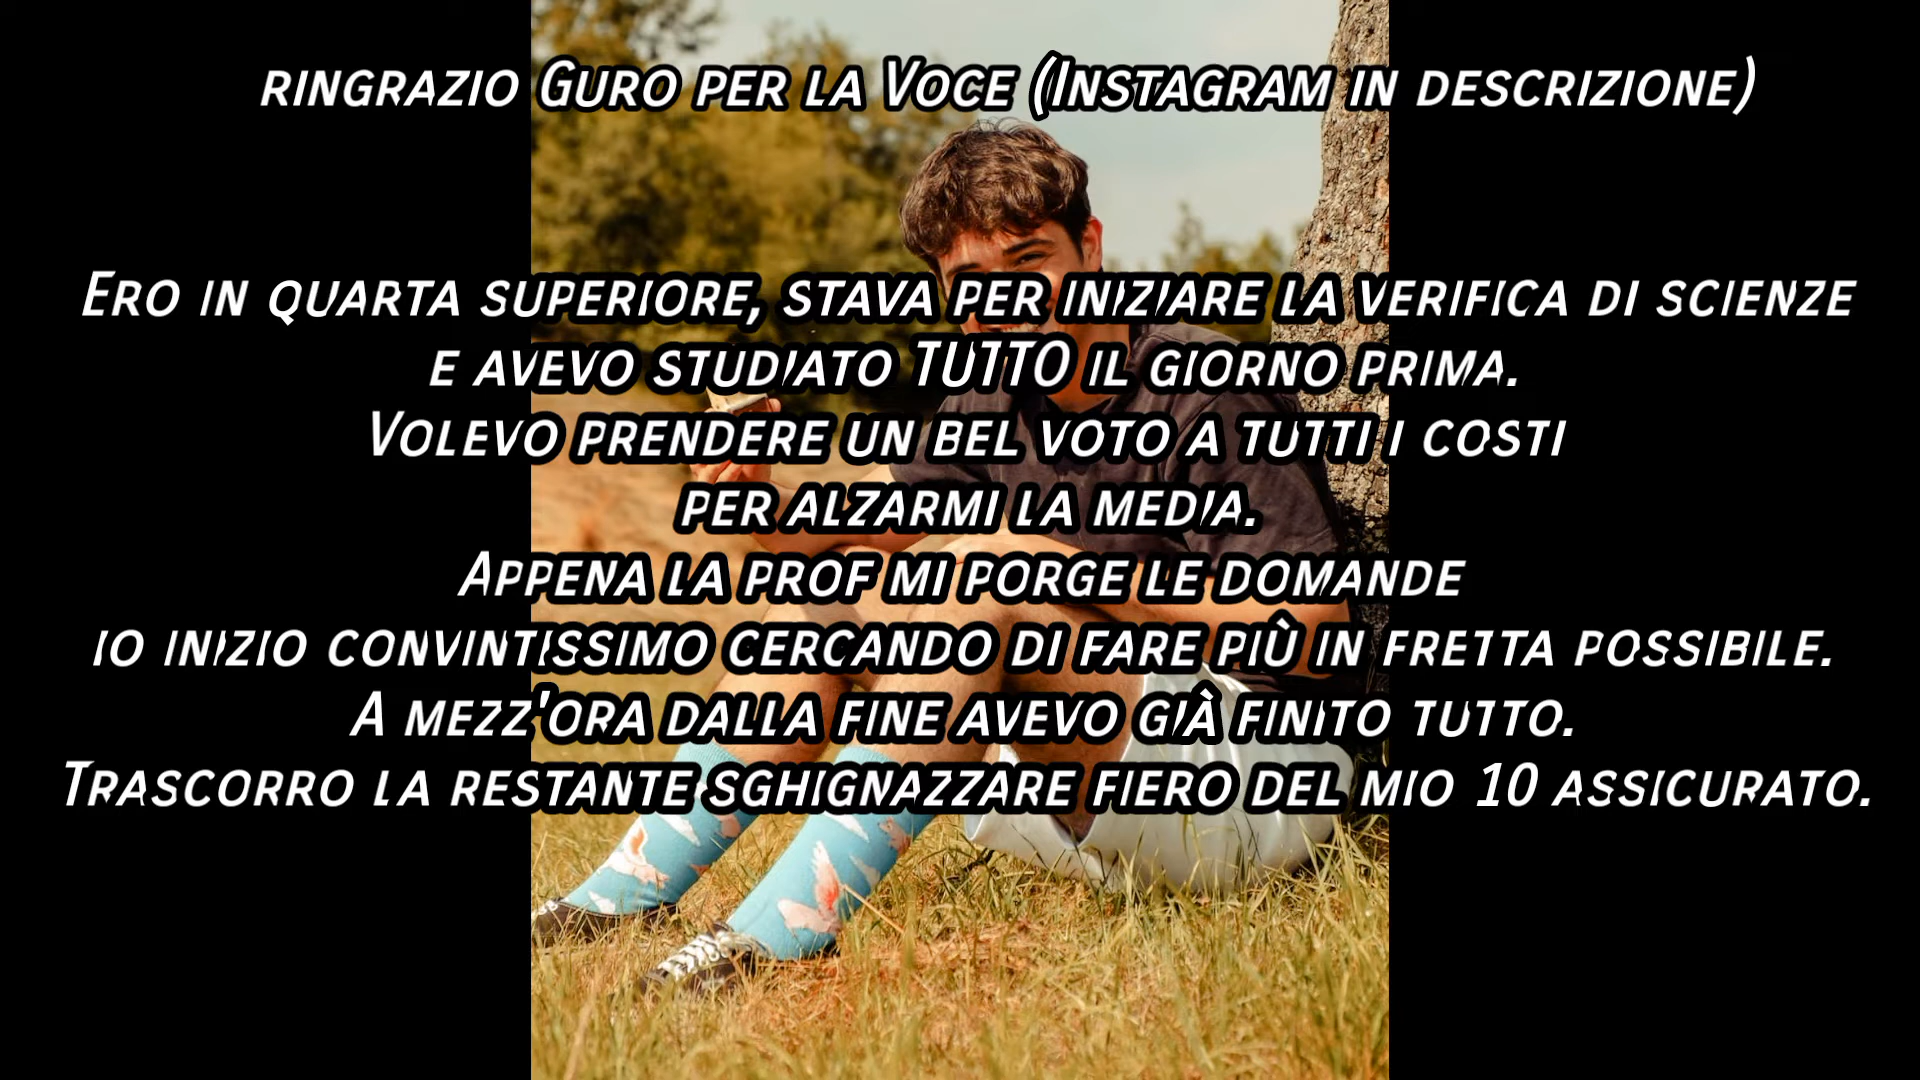 ringrazio Guro per la Voce (Instagram in descrizione)
Ero in quarta superiore, stava per iniziare la verifica di scienze
e avevo studiato TUTTO il giorno prima.
Volevo prendere un bel voto a tutti i costi
per alzarmi la media.
Appena la prof mi porge le domande
io inizio convintissimo cercando di fare più in fretta possibile.
A mezz'ora dalla fine avevo già finito tutto.
Trascorro la restante sghignazzare fiero del mio 10 assicurato.